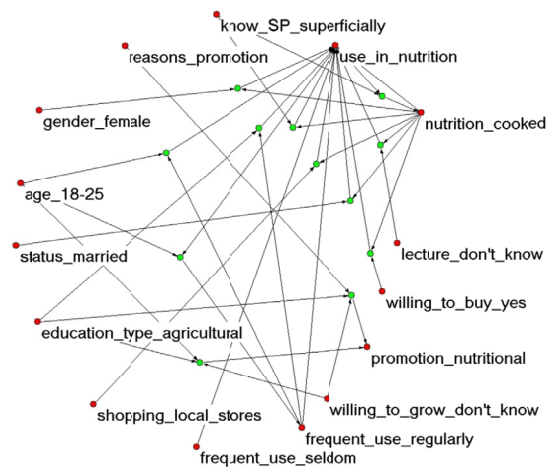 know_SP_superficially
reasons_promotion
use_in_nutrition
gender_female
nutrition_cooked
age_18-25
status_married
lecture_don't_know
willing_to_buy_yes
education_type_agricultural
promotion_nutritional
shopping_local_stores
willing_to_grow_don't_know
frequent_use_regularly
frequent_use_seldom